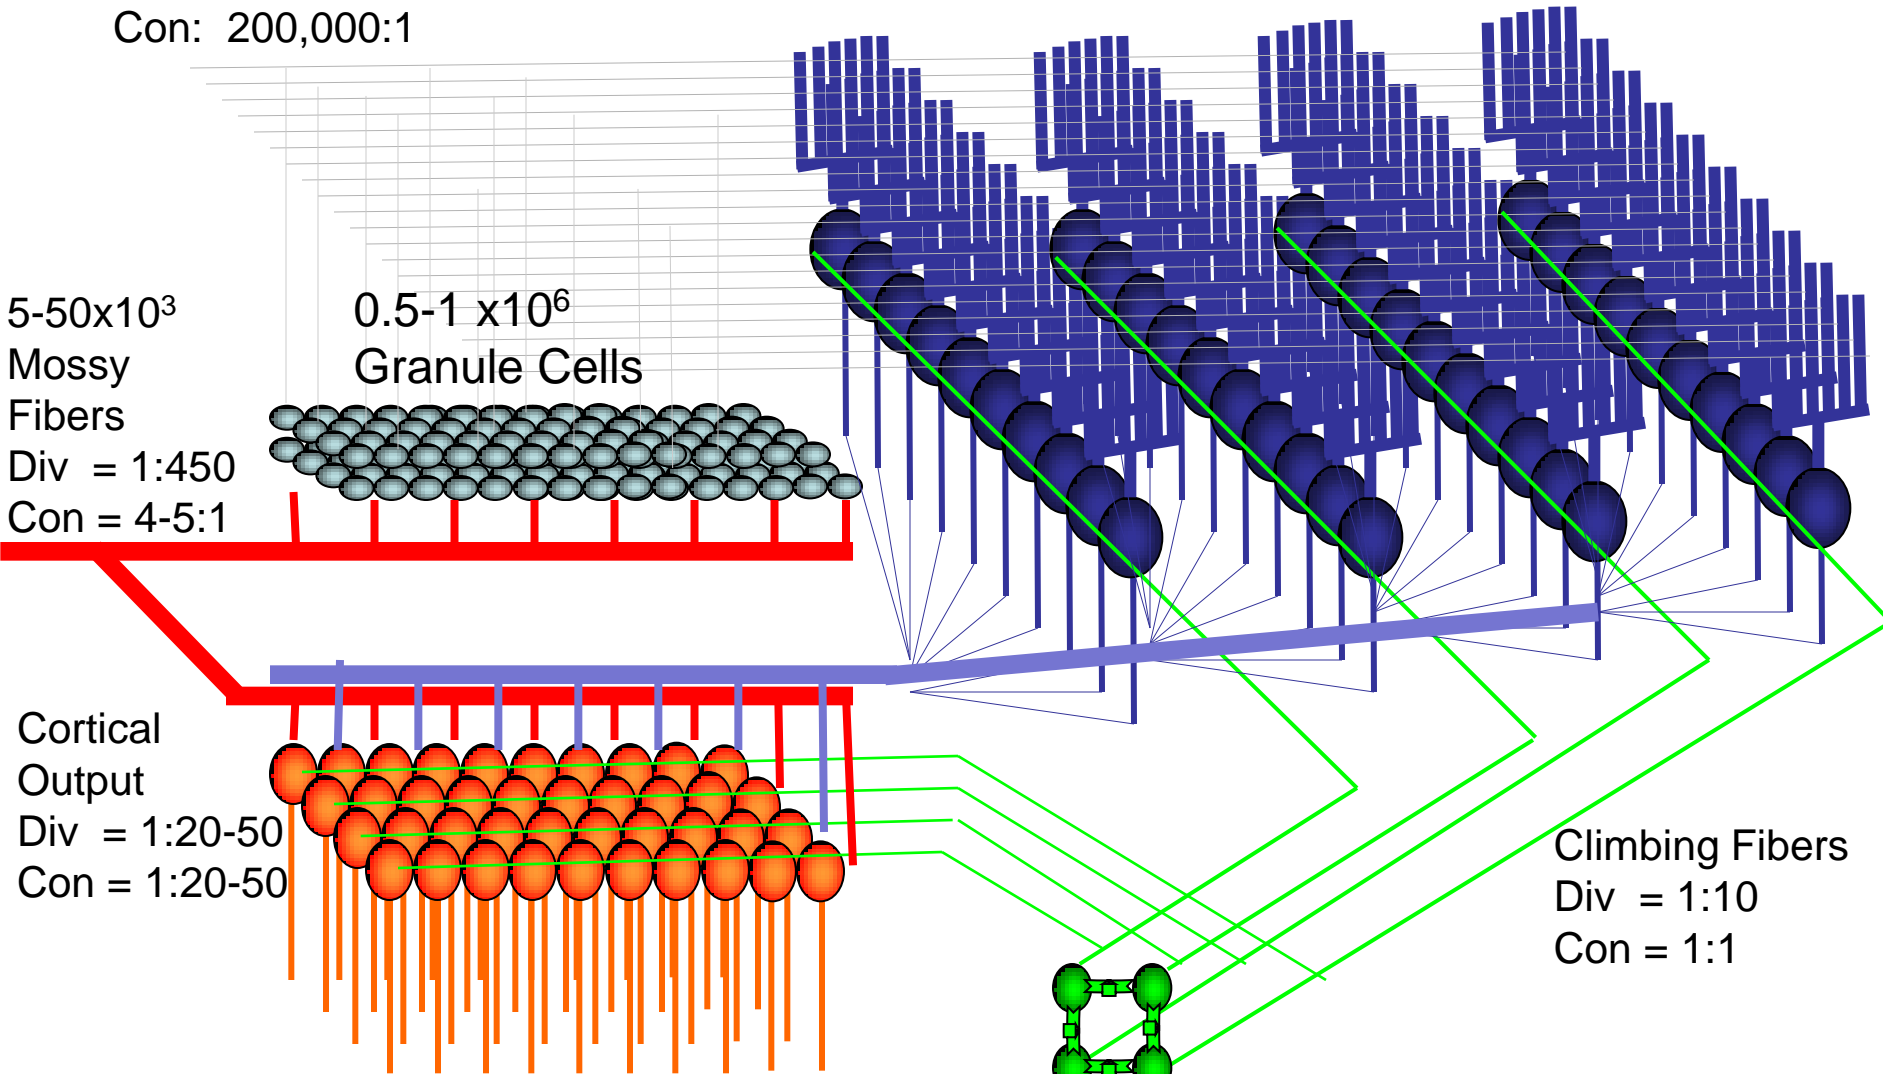 Con:  200,000:1
5-50x10³
Mossy
Fibers
Div  = 1:450
Con = 4-5:1
0.5-1 x10⁶
Granule Cells
Cortical
Output
Div  = 1:20-50
Con = 1:20-50
Climbing Fibers
Div  = 1:10
Con = 1:1